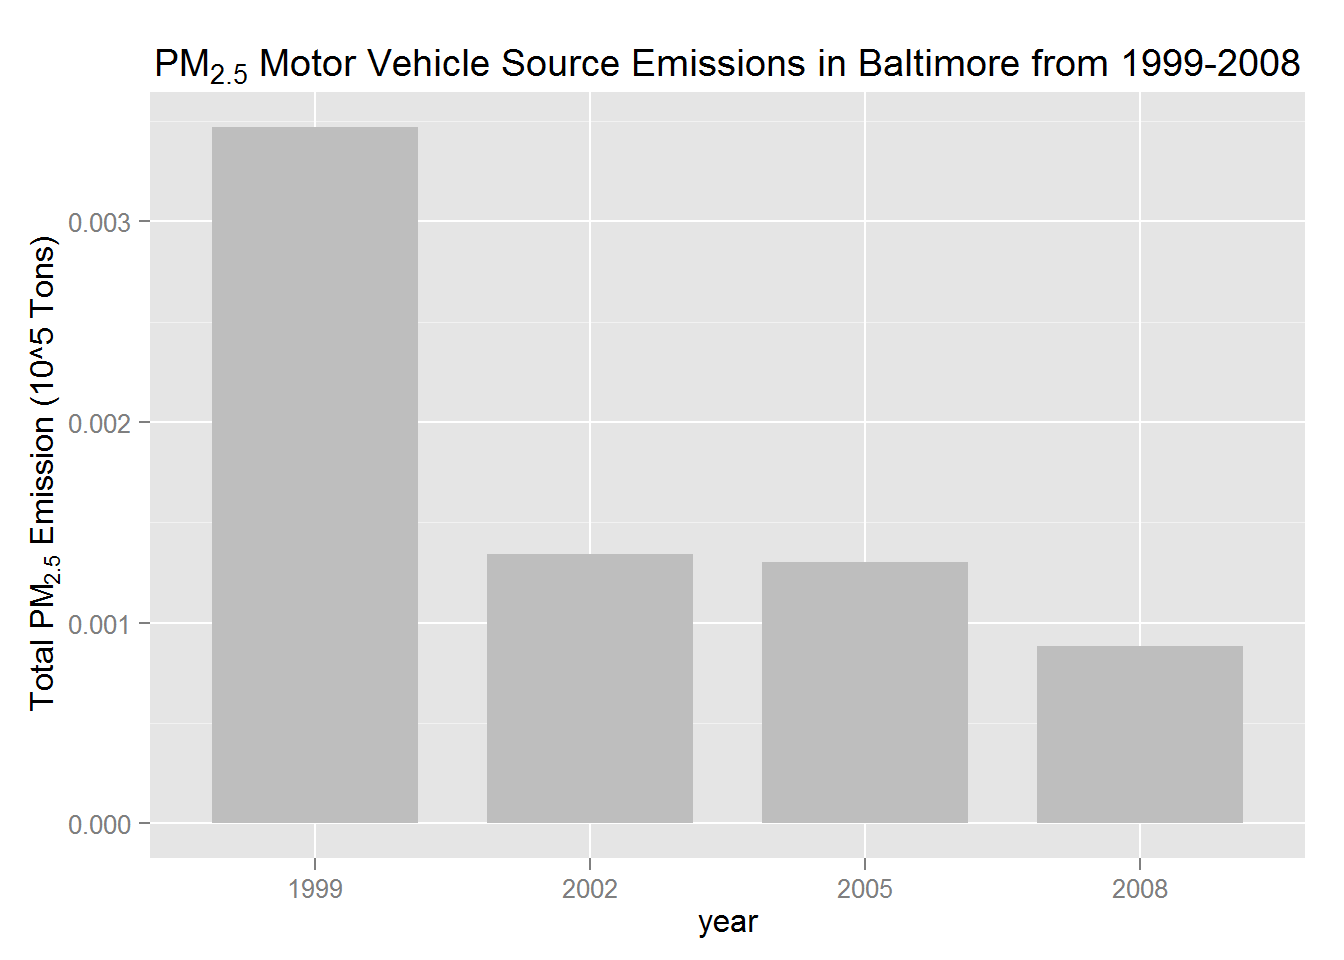 PM2.5 Motor Vehicle Source Emissions in Baltimore from 1999-2008
Total PM2.5 Emission (10^5 Tons)
0.003
0.002
0.001
0.000
1999 2002 2005 2008
year